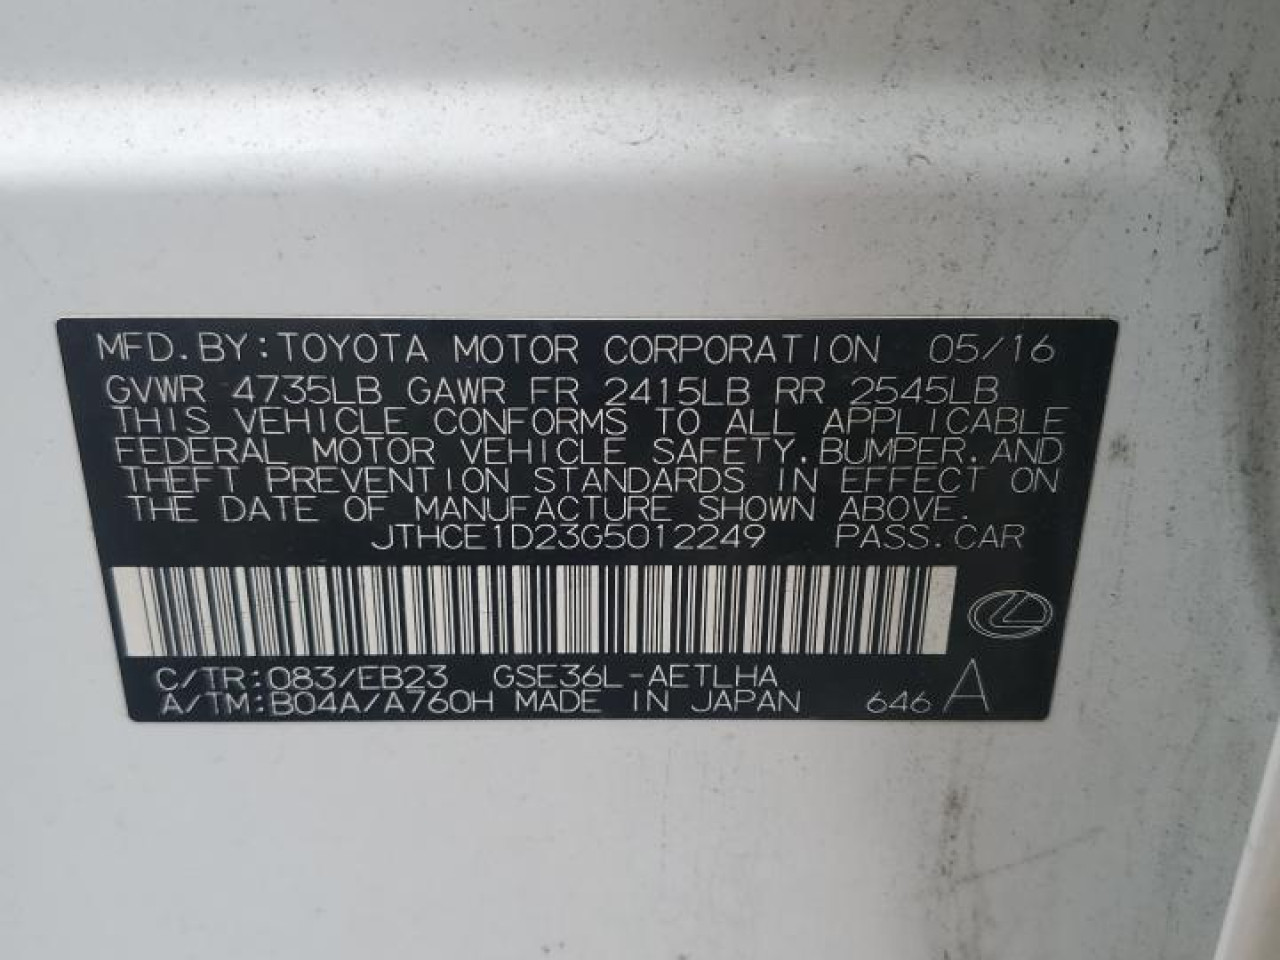 MFD. BY: TOYOTA MOTOR CORPORATION 05/16
GVWR 4735LB GAWR FR 2415LB RR 2545LB
THIS VEHICLE CONFORMS TO ALL APPLICABLE
FEDERAL MOTOR VEHICLE SAFETY, BUMPER, AND
THEFT PREVENTION STANDARDS IN EFFECT ON
THE DATE OF MANUFACTURE SHOWN ABOVE.
JTHCE1D23G5012249 PASS. CAR
C/TR: 083/EB23 GSE36L-AETLHA
A/TM: B04A/A760H MADE IN JAPAN 646 A